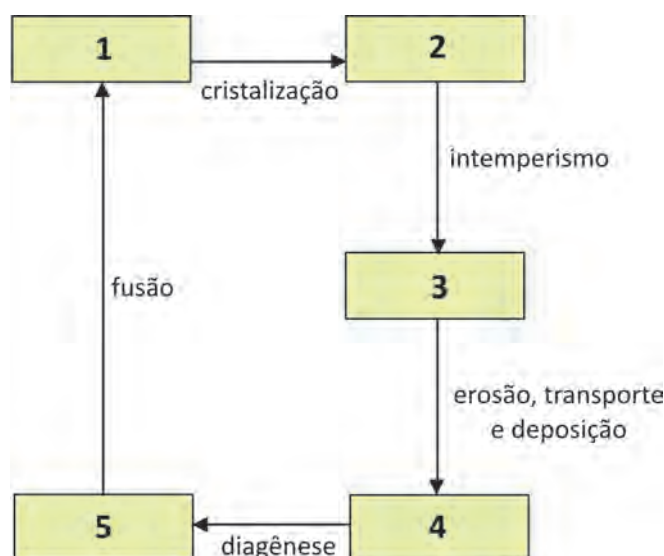 1
cristalização
2
intemperismo
3
erosão, transporte
e deposição
4
diagênese
5
fusão